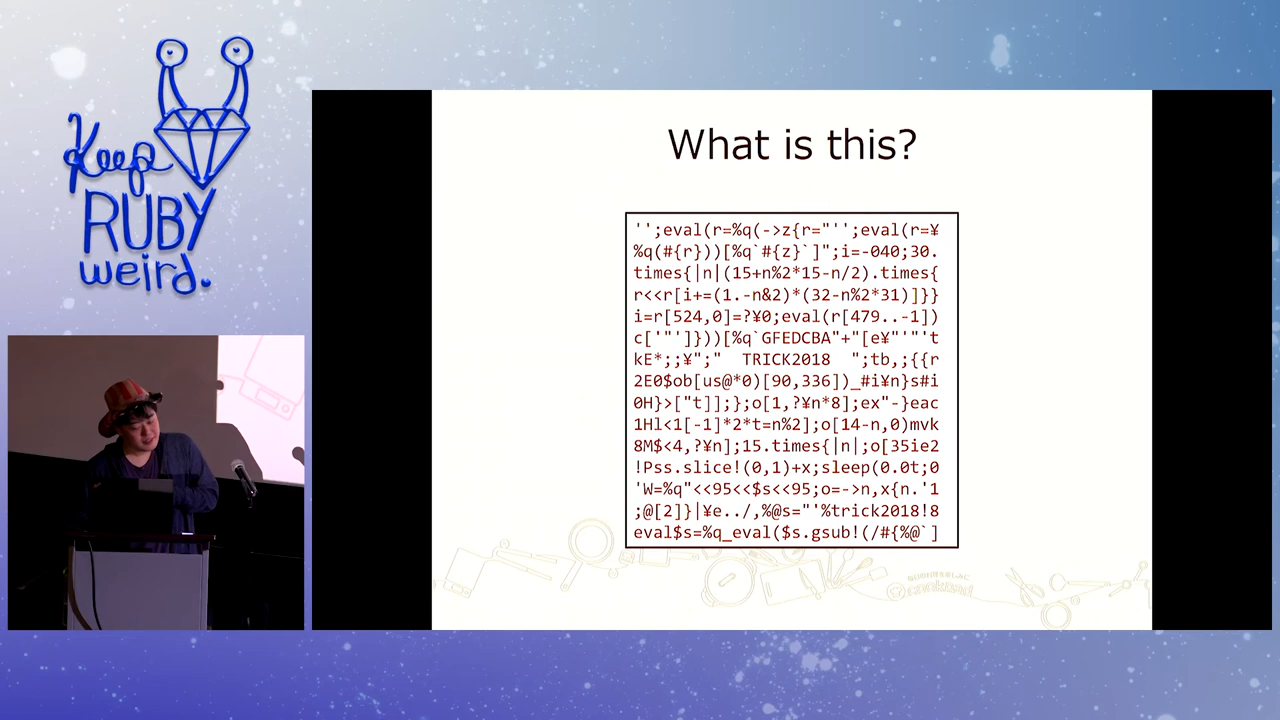 Keep
RUBY
weird.
What is this?
'';eval(r=%q(->z{r="'';eval(r=¥
%q(#{r}))[%q`#{z}`]";i=-040;30.
times{|n|(15+n%2*15-n/2).times{
r<<r[i+=(1.-n&2)*(32-n%2*31)]}}
i=r[524,0]=?¥0;eval(r[479..-1])
c['"']}))[%q`GFEDCBA"+"[e¥"'"'t
kE*;;¥";"  TRICK2018  ";tb,;{{r
2E0$ob[us@*0)[90,336])_#i¥n}s#i
0H}>["t]];};o[1,?¥n*8];ex"-}eac
1Hl<1[-1]*2*t=n%2];o[14-n,0)mvk
8M$<4,?¥n];15.times{|n|;o[35ie2
!Pss.slice!(0,1)+x;sleep(0.0t;0
'W=%q"<<95<<$s<<95;o=->n,x{n.'1
;@[2]}|¥e../,%@s="'%trick2018!8
eval$s=%q_eval($s.gsub!(/#{%@`]
cookpad